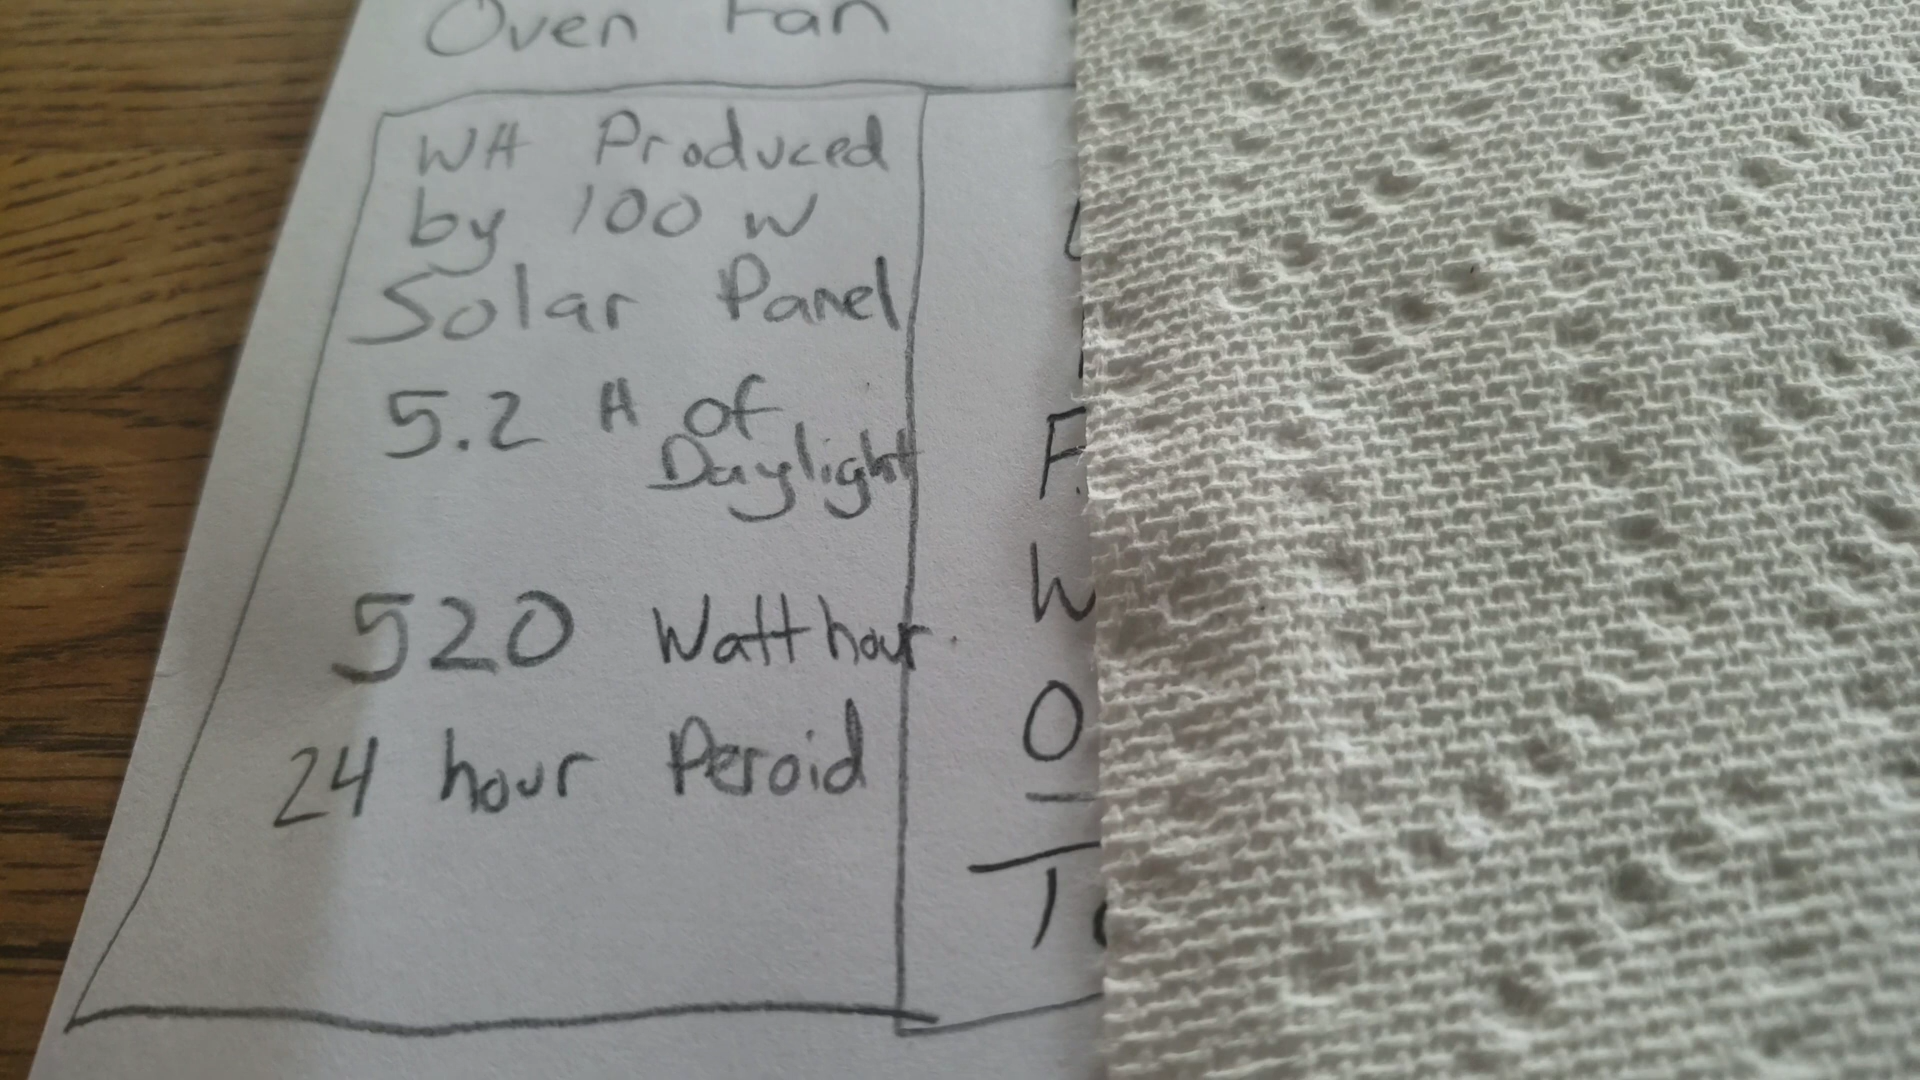 Oven Fan
WH Produced
by 100 W
Solar Panel
5.2 H of
Daylight
520 Watt hour
24 hour Peroid
F
W
O
T